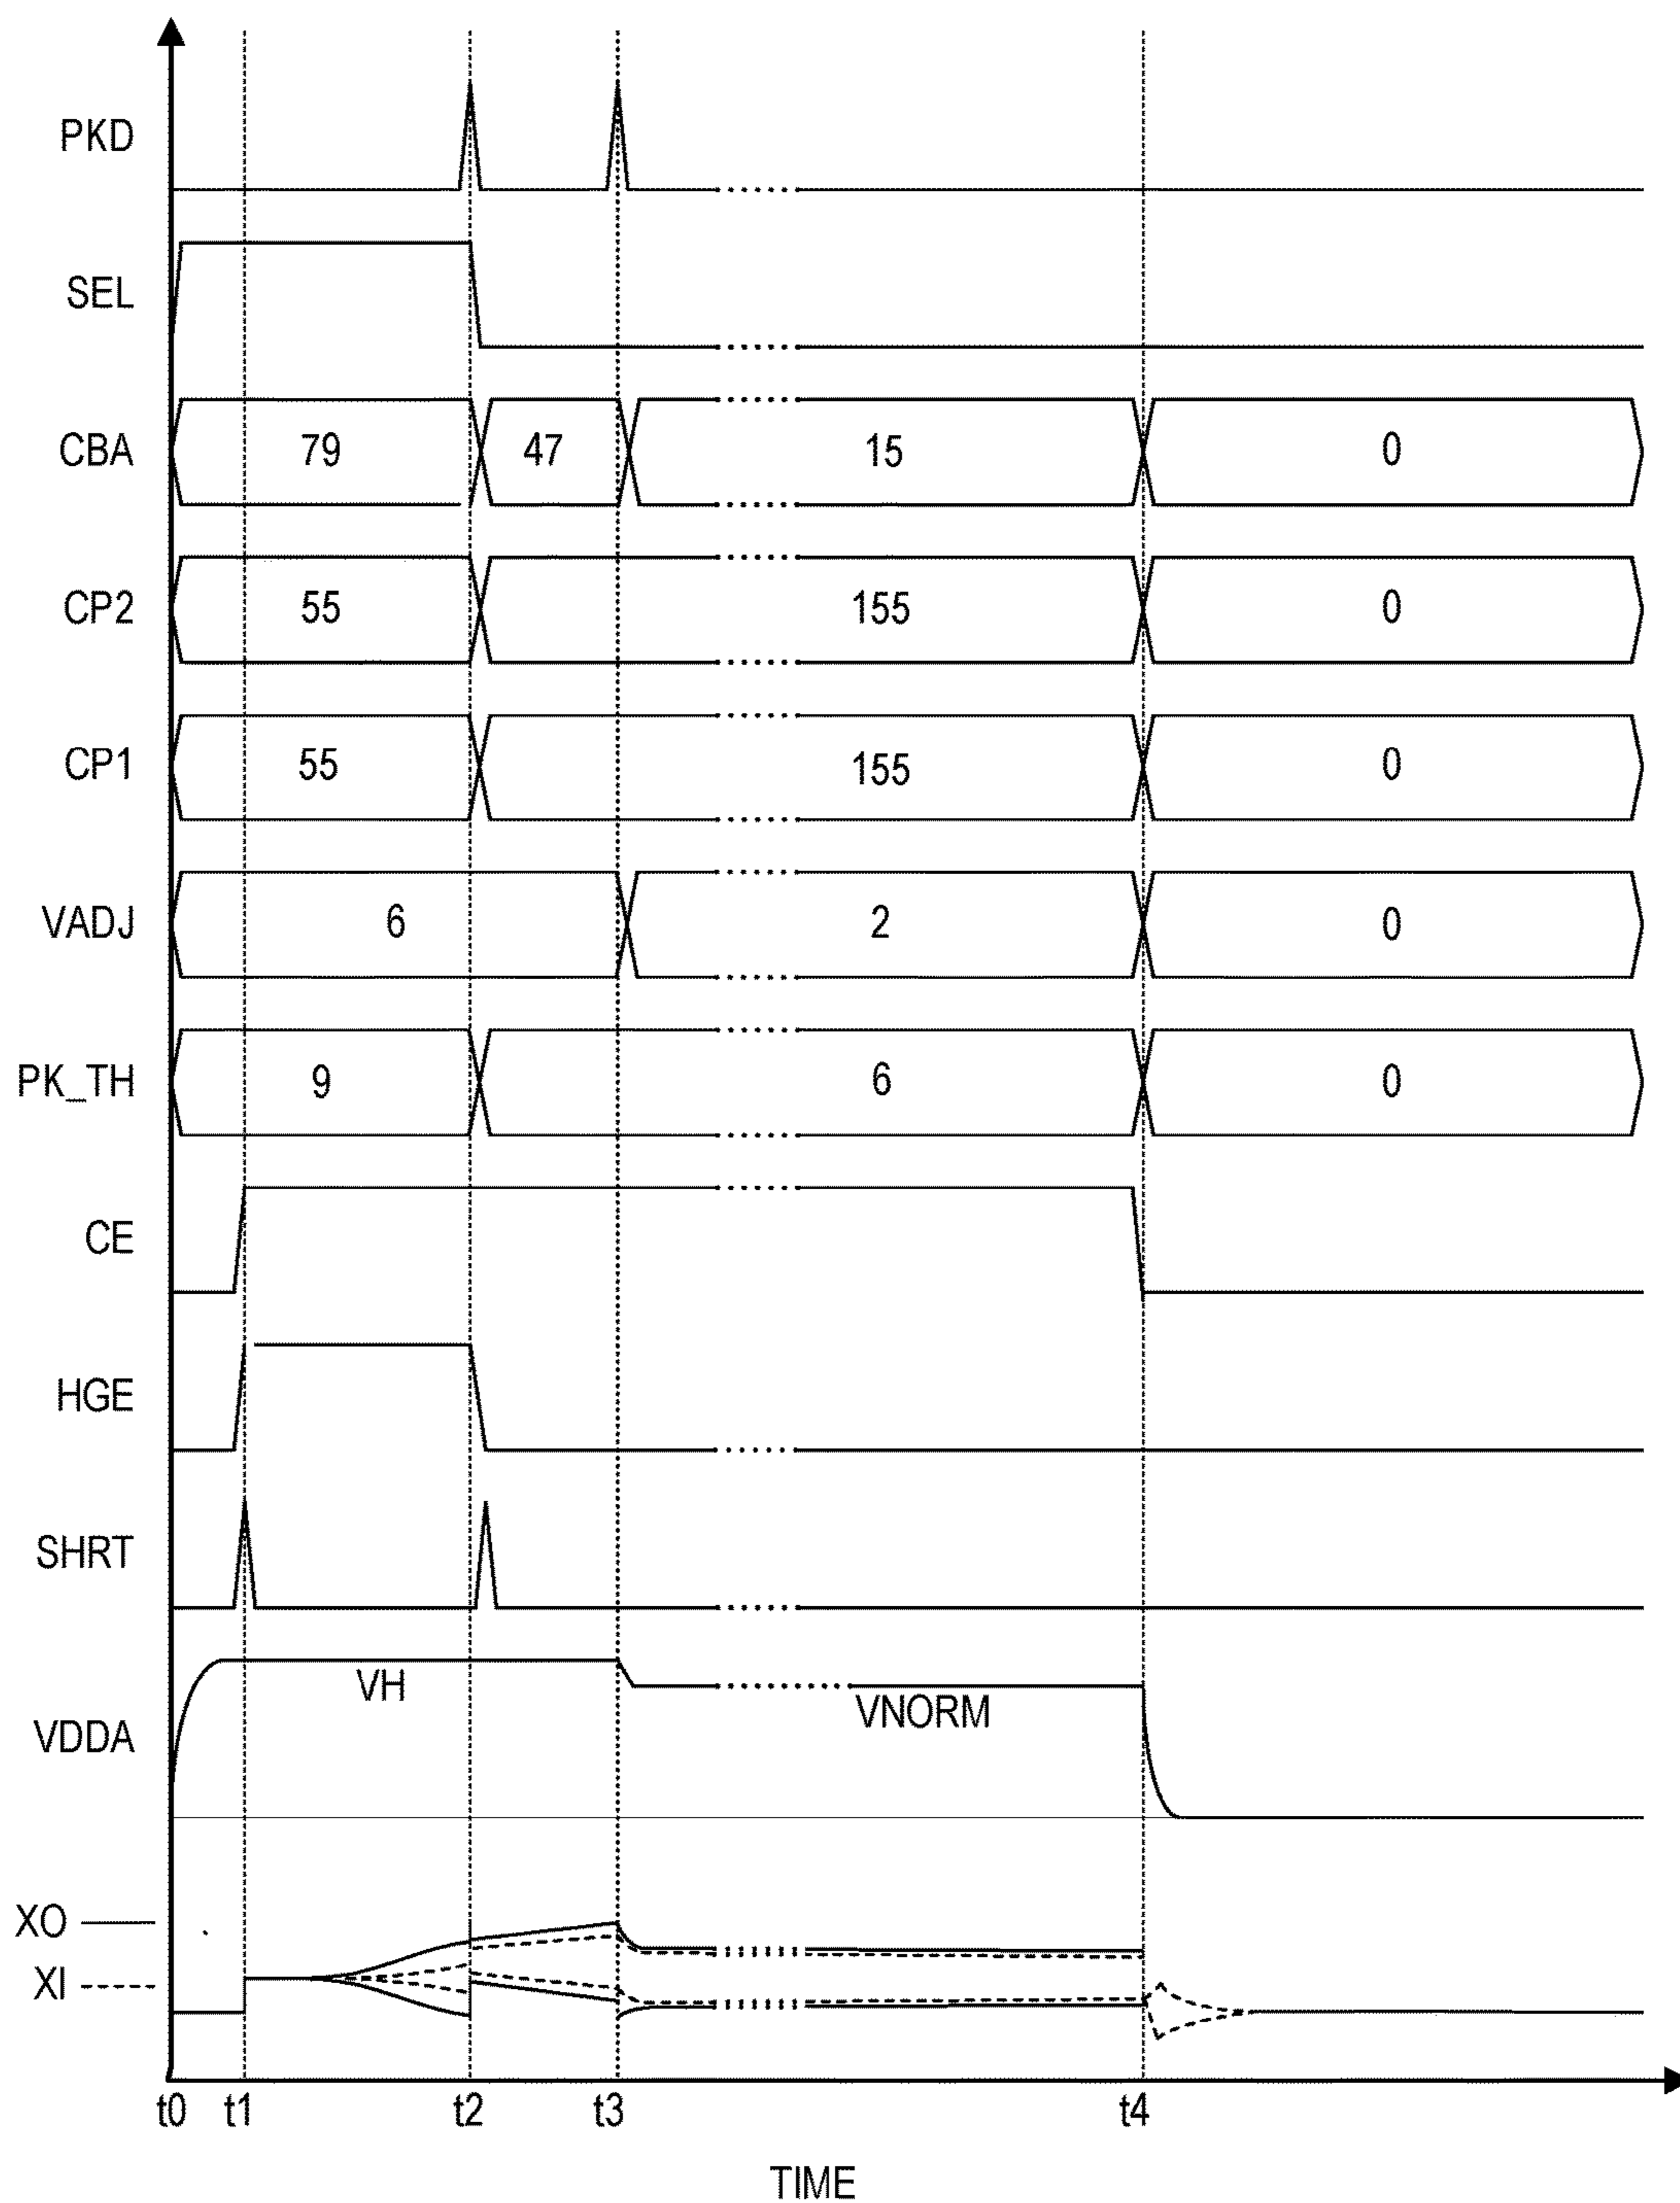 PKD
SEL
CBA 79 47 15 0
CP2 55 155 0
CP1 55 155 0
VADJ 6 2 0
PK_TH 9 6 0
CE
HGE
SHRT
VH
VNORM
VDDA
XO
XI
t0 t1 t2 t3 t4
TIME